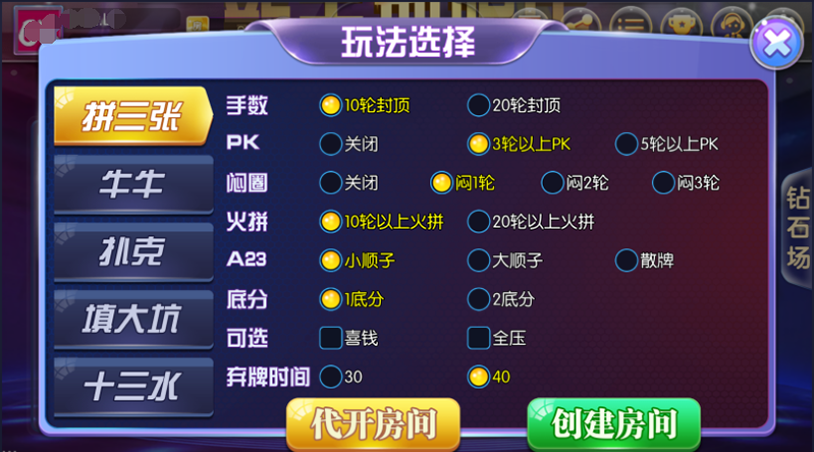 玩法选择
拼三张
牛牛
扑克
填大坑
十三水
手数 10轮封顶 20轮封顶
PK 关闭 3轮以上PK 5轮以上PK
闷圈 关闭 闷1轮 闷2轮 闷3轮
火拼 10轮以上火拼 20轮以上火拼
A23 小顺子 大顺子 散牌
底分 1底分 2底分
可选 喜钱 全压
弃牌时间 30 40
代开房间 创建房间
钻石场